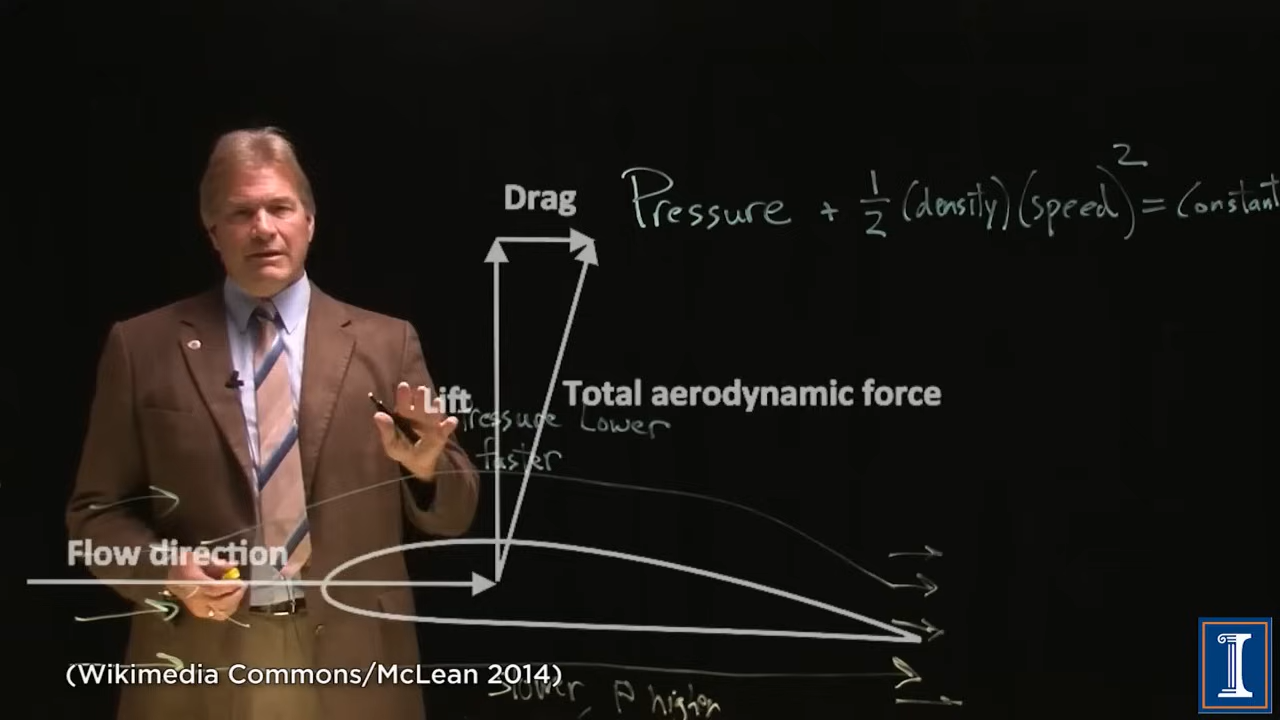 Drag
Pressure + 1/2 (density)(speed)² = Constant
Lift
Total aerodynamic force
Pressure Lower
faster
Flow direction
(Wikimedia Commons/McLean 2014)
slower, P higher
I